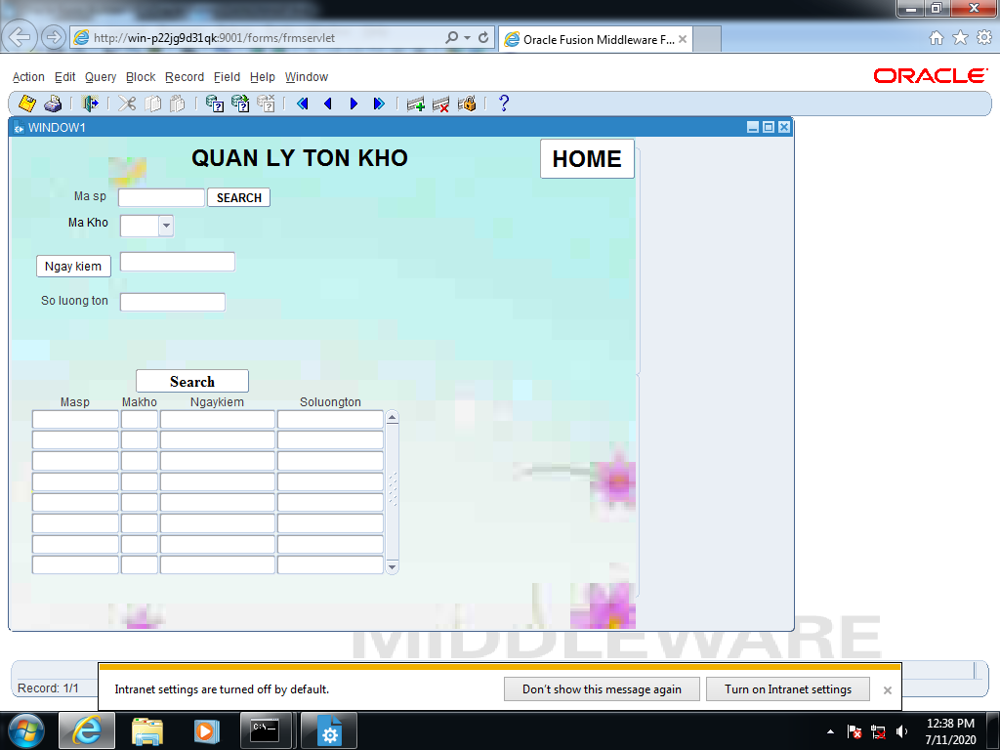 http://win-p22jg9d31qk:9001/forms/frmservlet
Oracle Fusion Middleware F...
Action Edit Query Block Record Field Help Window
ORACLE
WINDOW1
QUAN LY TON KHO
HOME
Ma sp
SEARCH
Ma Kho
Ngay kiem
So luong ton
Search
Masp Makho Ngaykiem Soluongton
MIDDLEWARE
Record: 1/1
Intranet settings are turned off by default.
Don't show this message again
Turn on Intranet settings
12:38 PM
7/11/2020